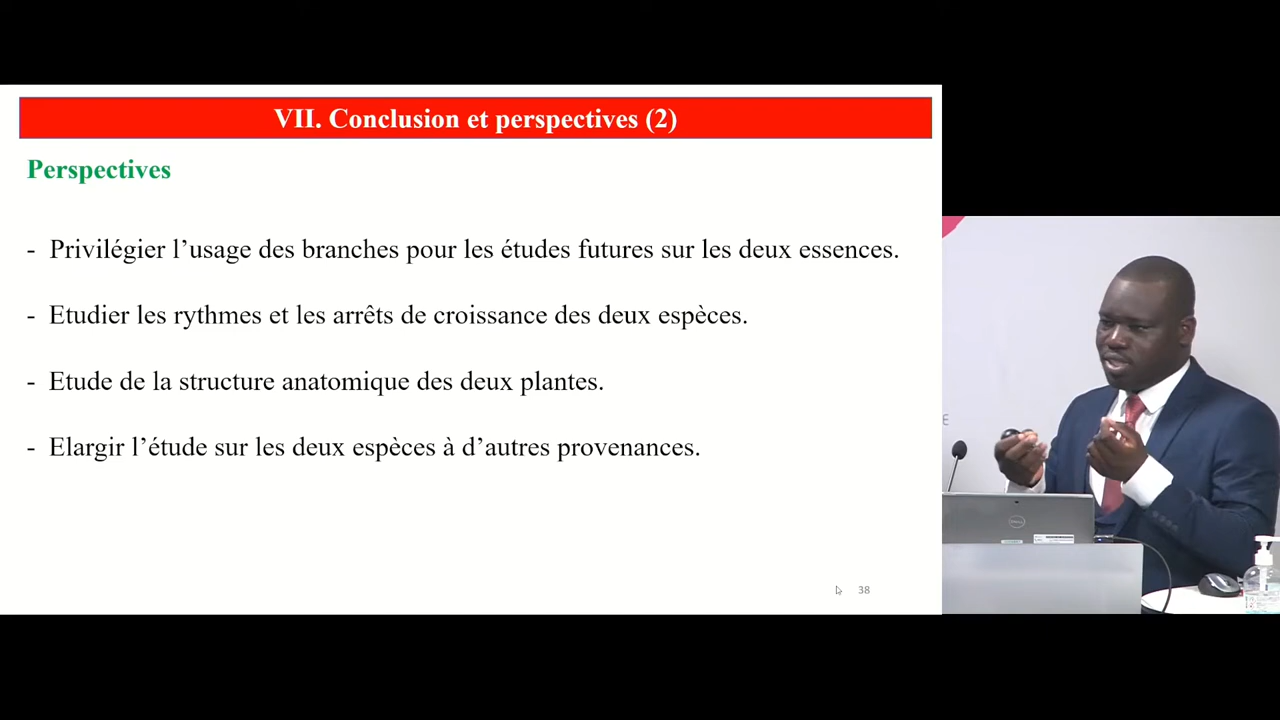 VII. Conclusion et perspectives (2)
Perspectives
- Privilégier l’usage des branches pour les études futures sur les deux essences.
- Etudier les rythmes et les arrêts de croissance des deux espèces.
- Etude de la structure anatomique des deux plantes.
- Elargir l’étude sur les deux espèces à d’autres provenances.
38
E
DELL